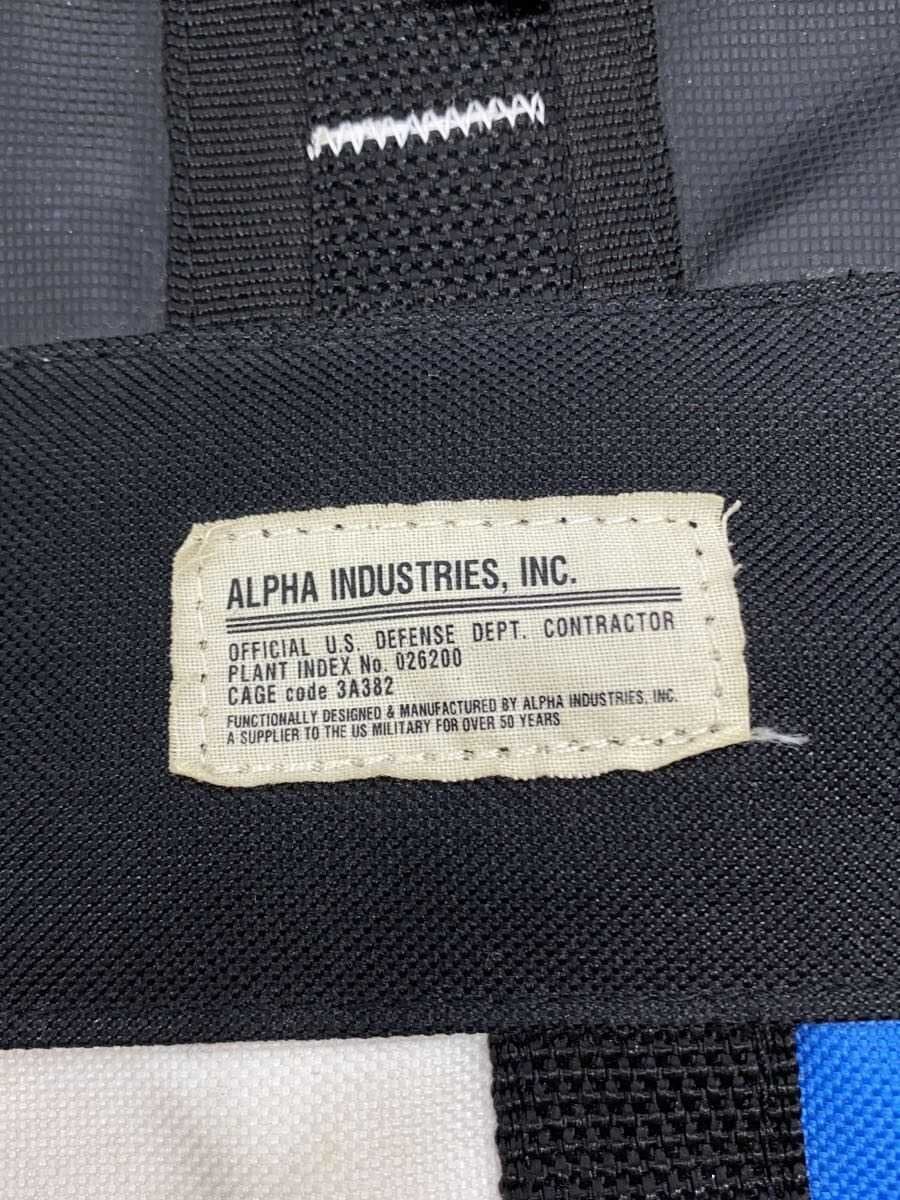 ALPHA INDUSTRIES, INC.
OFFICIAL U.S. DEFENSE DEPT. CONTRACTOR
PLANT INDEX No. 026200
CAGE code 3A382
FUNCTIONALLY DESIGNED & MANUFACTURED BY ALPHA INDUSTRIES, INC.
A SUPPLIER TO THE US MILITARY FOR OVER 50 YEARS